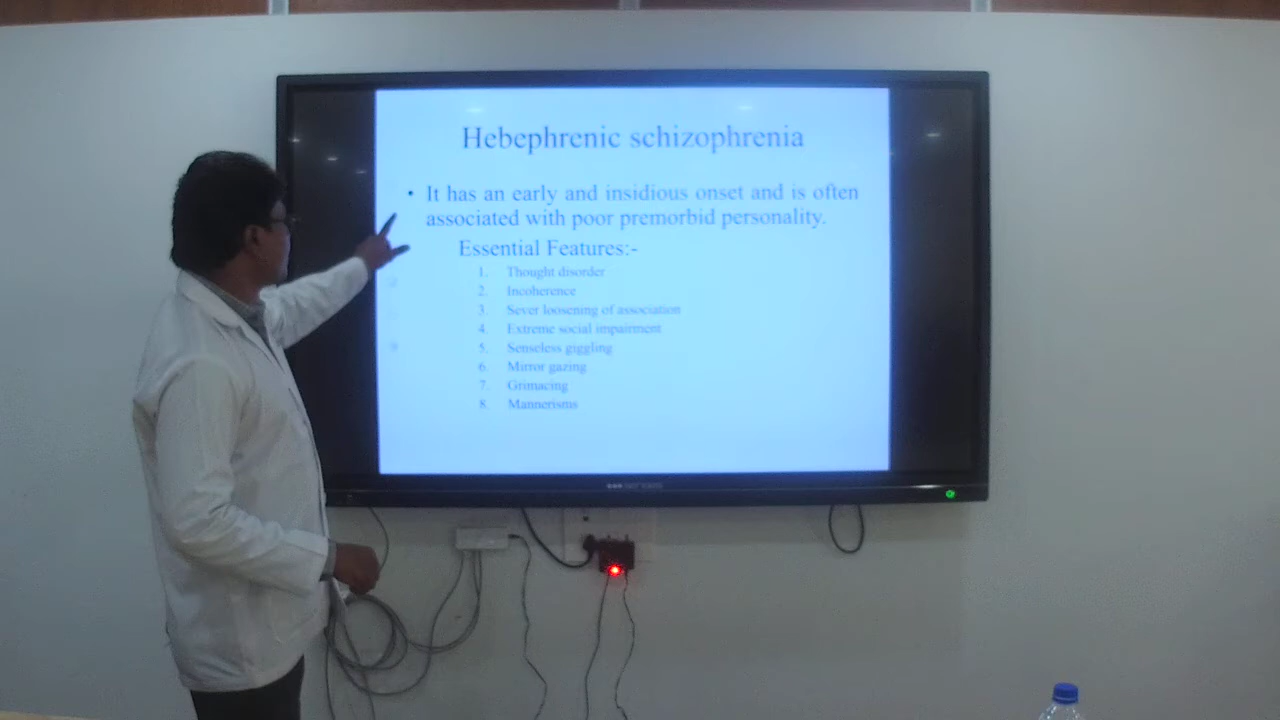 Hebephrenic schizophrenia
• It has an early and insidious onset and is often
associated with poor premorbid personality.
Essential Features:-
1. Thought disorder
2. Incoherence
3. Sever loosening of association
4. Extreme social impairment
5. Senseless giggling
6. Mirror gazing
7. Grimacing
8. Mannerisms